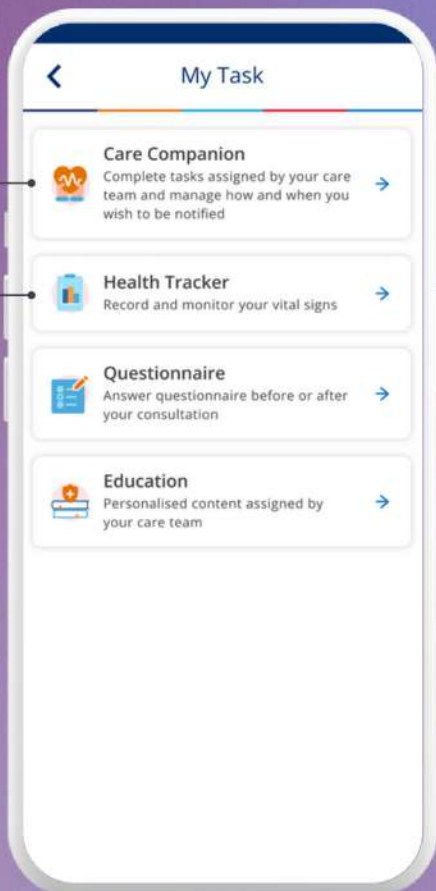 My Task
Care Companion
Complete tasks assigned by your care
team and manage how and when you
wish to be notified
Health Tracker
Record and monitor your vital signs
Questionnaire
Answer questionnaire before or after
your consultation
Education
Personalised content assigned by
your care team